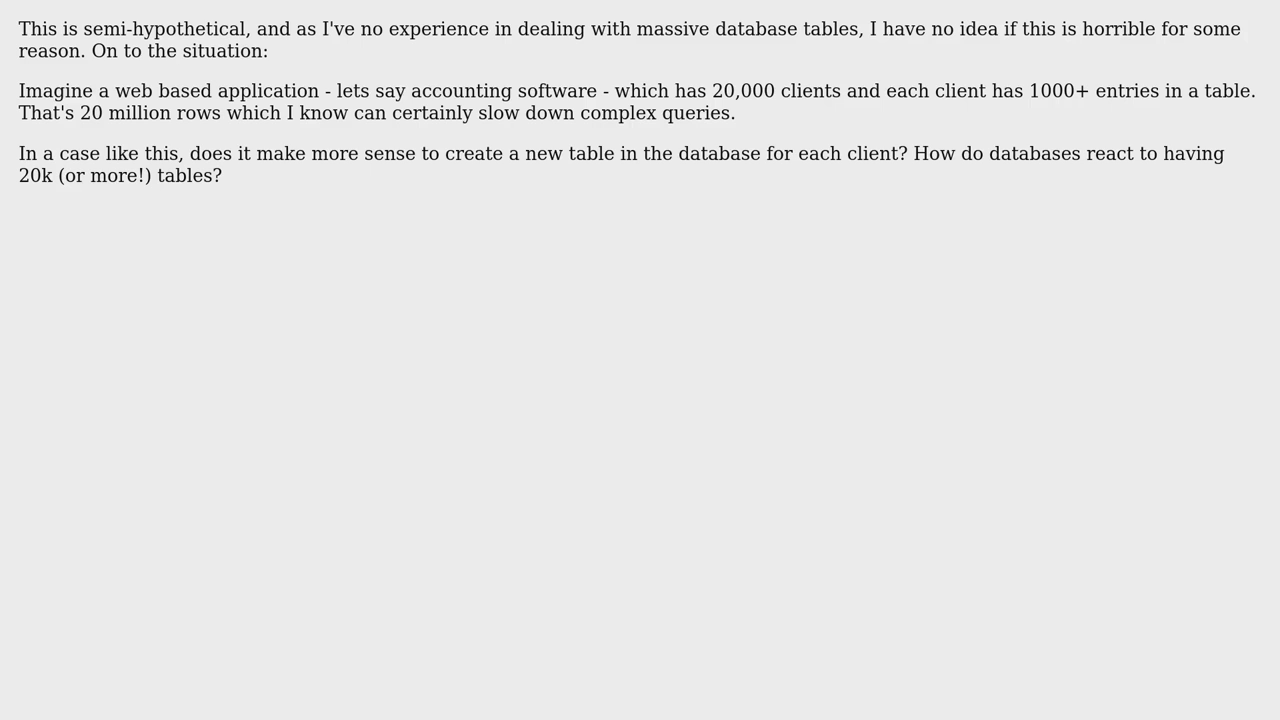 This is semi-hypothetical, and as I've no experience in dealing with massive database tables, I have no idea if this is horrible for some
reason. On to the situation:
Imagine a web based application - lets say accounting software - which has 20,000 clients and each client has 1000+ entries in a table.
That's 20 million rows which I know can certainly slow down complex queries.
In a case like this, does it make more sense to create a new table in the database for each client? How do databases react to having
20k (or more!) tables?